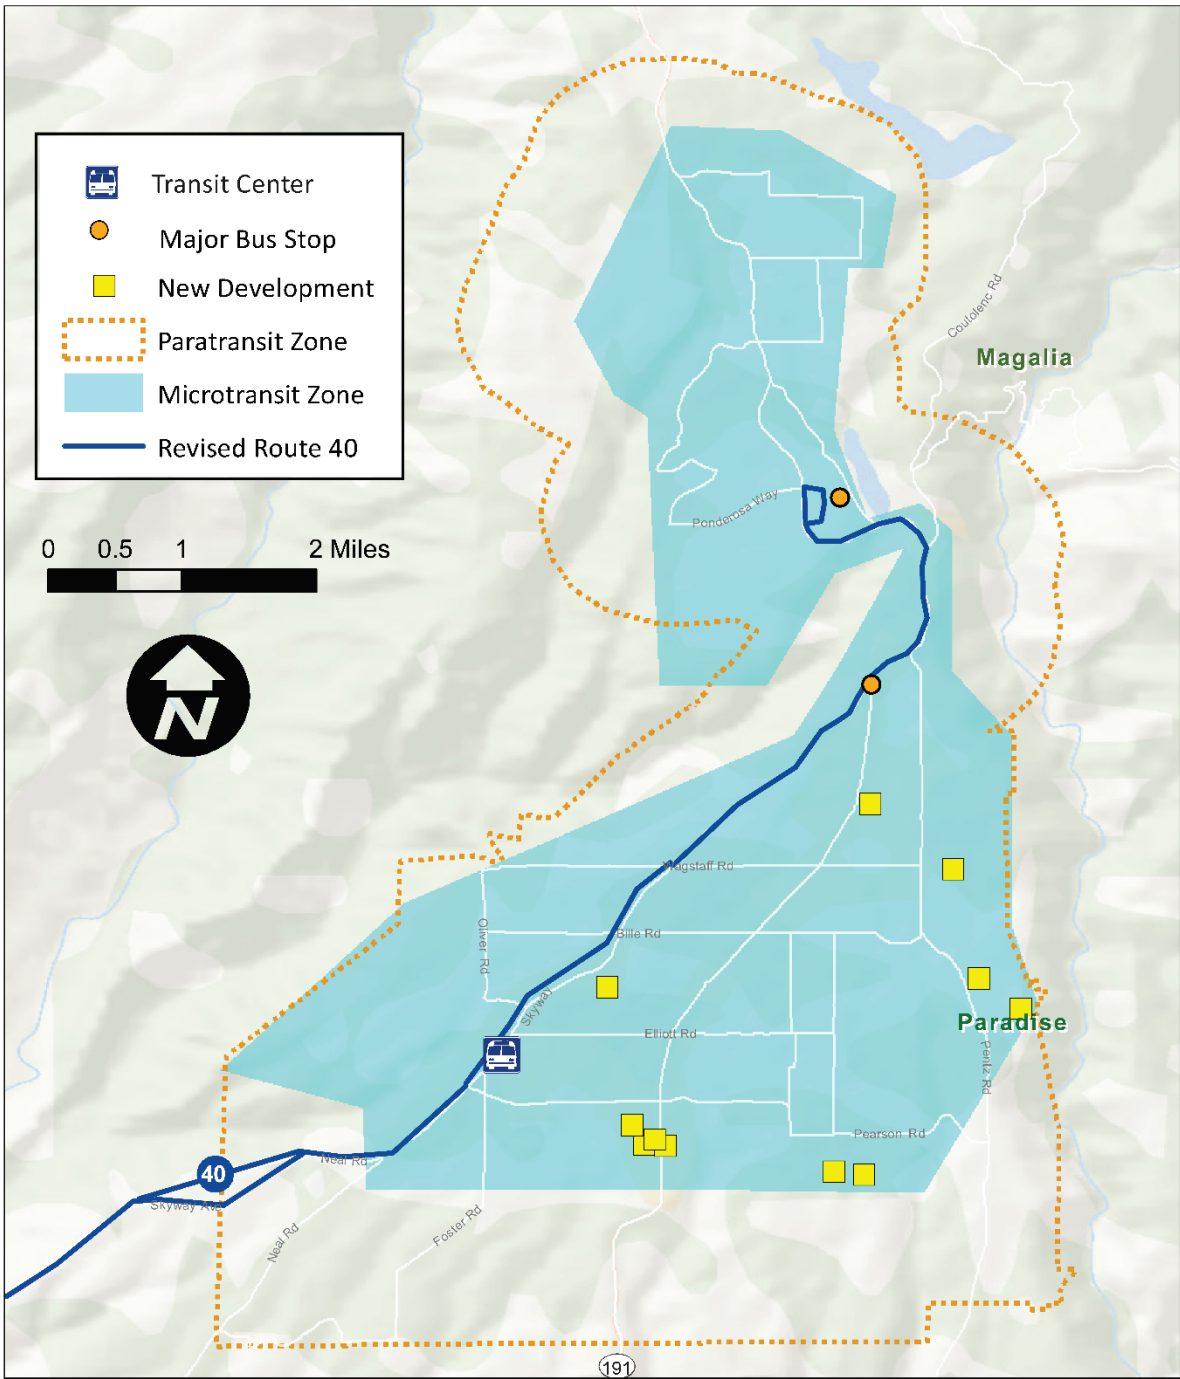 Transit Center
Major Bus Stop
New Development
Paratransit Zone
Microtransit Zone
Revised Route 40
0 0.5 1 2 Miles
N
Coutolenc Rd
Magalia
Ponderosa Way
Wagstaff Rd
Oliver Rd
Bille Rd
Skyway
Elliott Rd
Paradise
Pentz Rd
Pearson Rd
Neal Rd
40
Skyway Ave
Neal Rd
Foster Rd
191